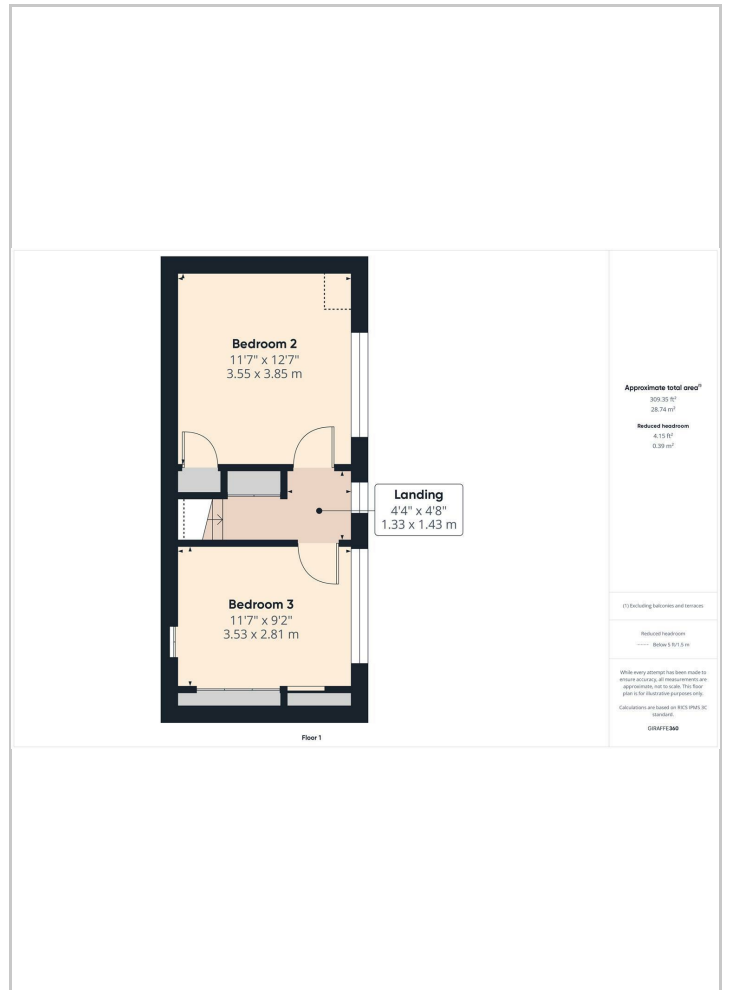 Bedroom 2
11'7" x 12'7"
3.55 x 3.85 m
Landing
4'4" x 4'8"
1.33 x 1.43 m
Bedroom 3
11'7" x 9'2"
3.53 x 2.81 m
Floor 1
Approximate total area⁽¹⁾
309.35 ft²
28.74 m²
Reduced headroom
4.15 ft²
0.39 m²
(1) Excluding balconies and terraces
Reduced headroom
Below 5 ft/1.5 m
While every attempt has been made to
ensure accuracy, all measurements are
approximate, not to scale. This floor
plan is for illustrative purposes only.
Calculations are based on RICS IPMS 3C
standard.
GIRAFFE360